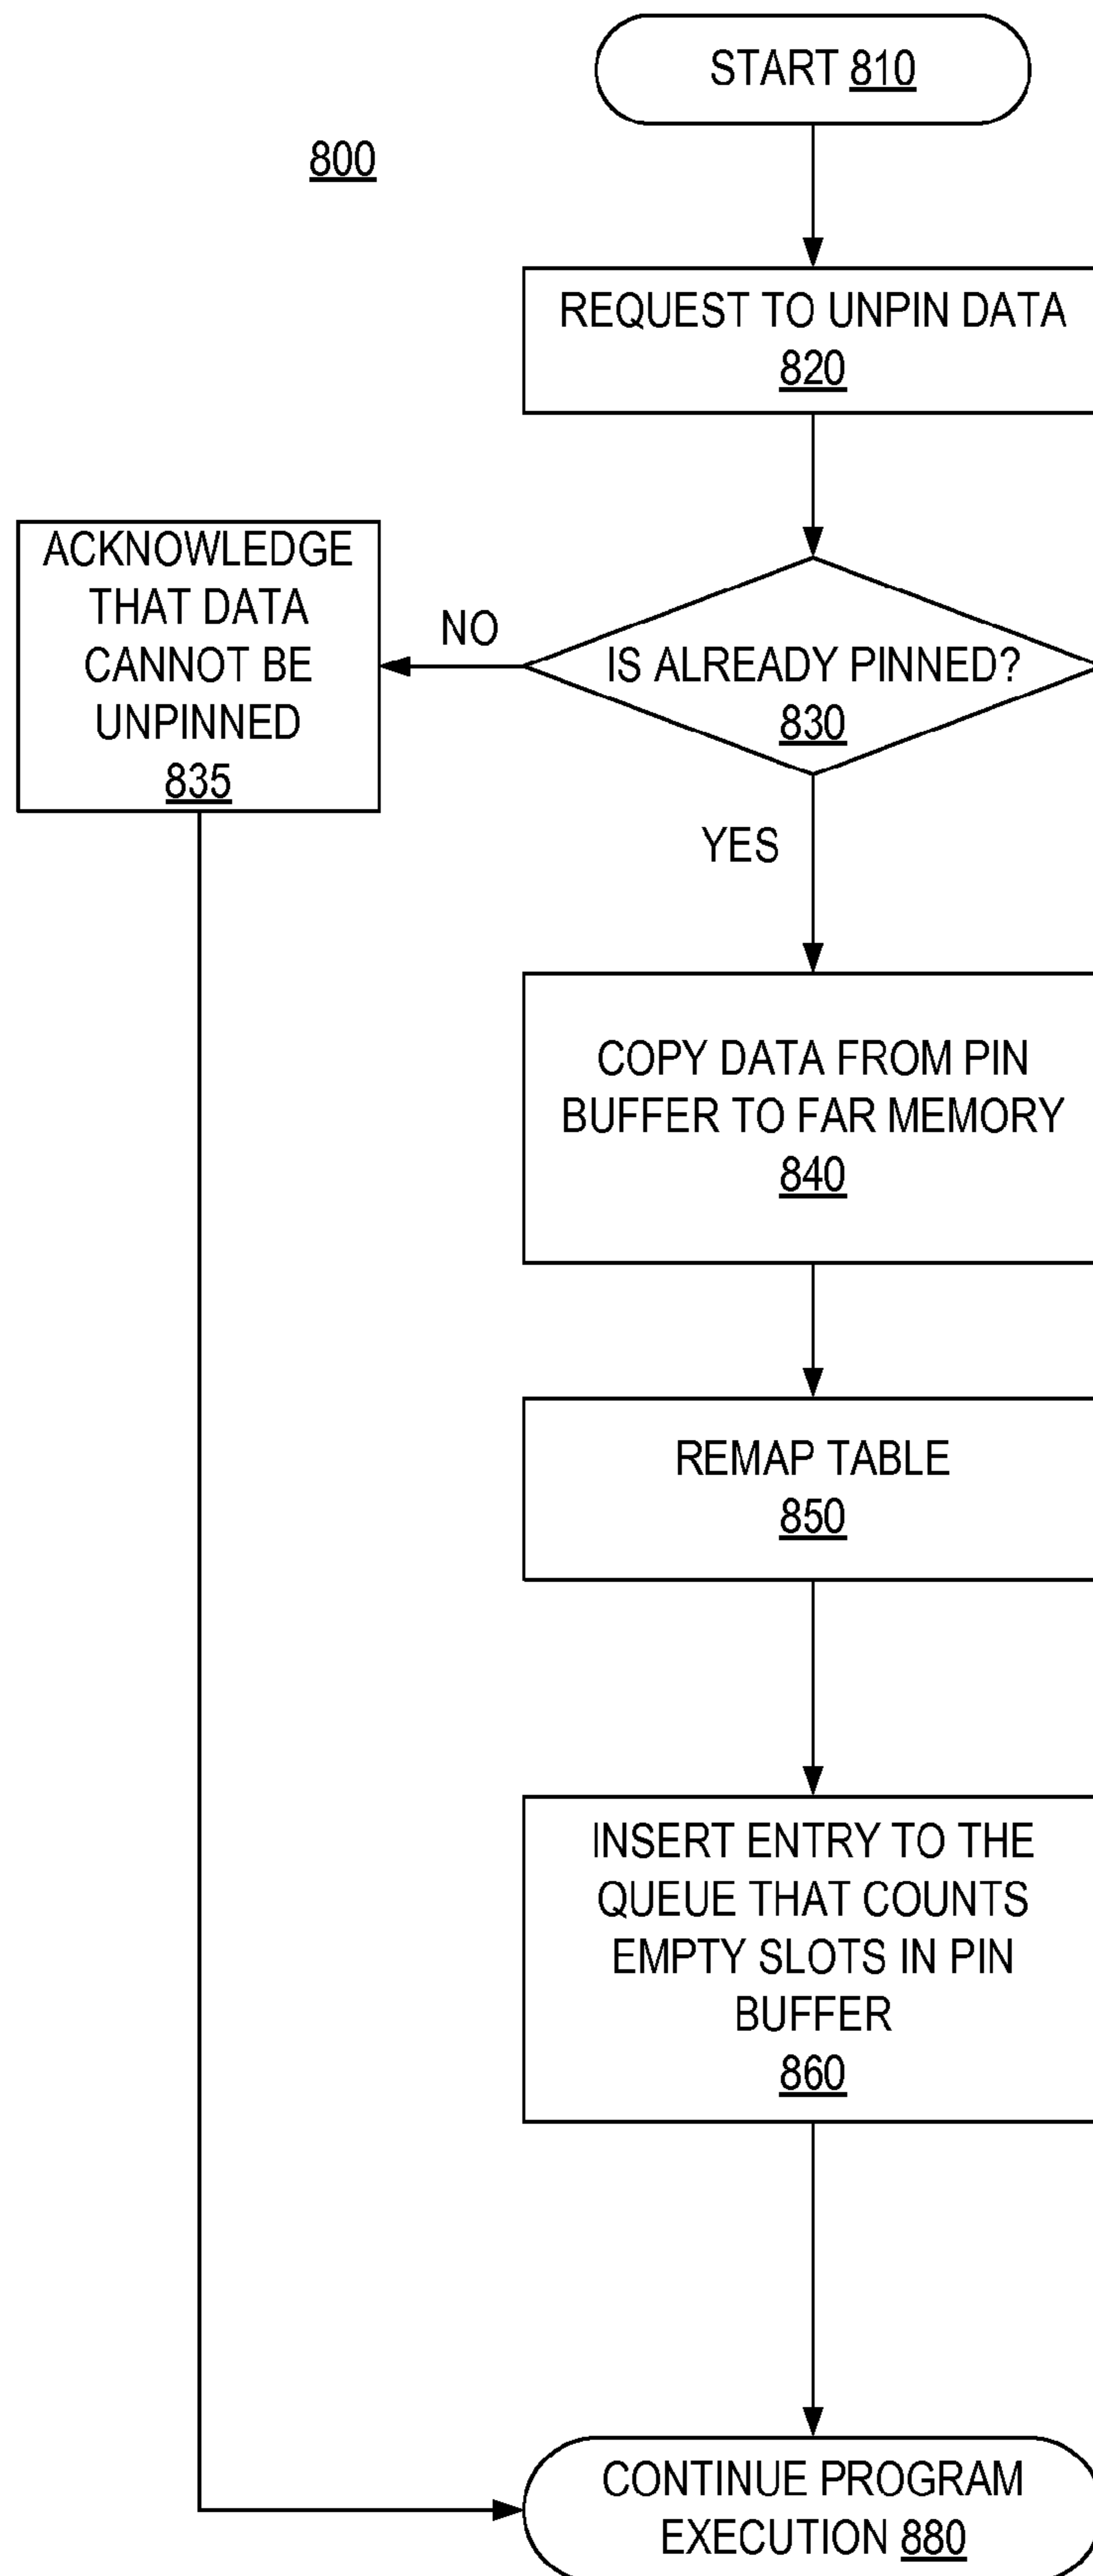 START 810
800
REQUEST TO UNPIN DATA
820
IS ALREADY PINNED?
830
NO
ACKNOWLEDGE
THAT DATA
CANNOT BE
UNPINNED
835
YES
COPY DATA FROM PIN
BUFFER TO FAR MEMORY
840
REMAP TABLE
850
INSERT ENTRY TO THE
QUEUE THAT COUNTS
EMPTY SLOTS IN PIN
BUFFER
860
CONTINUE PROGRAM
EXECUTION 880